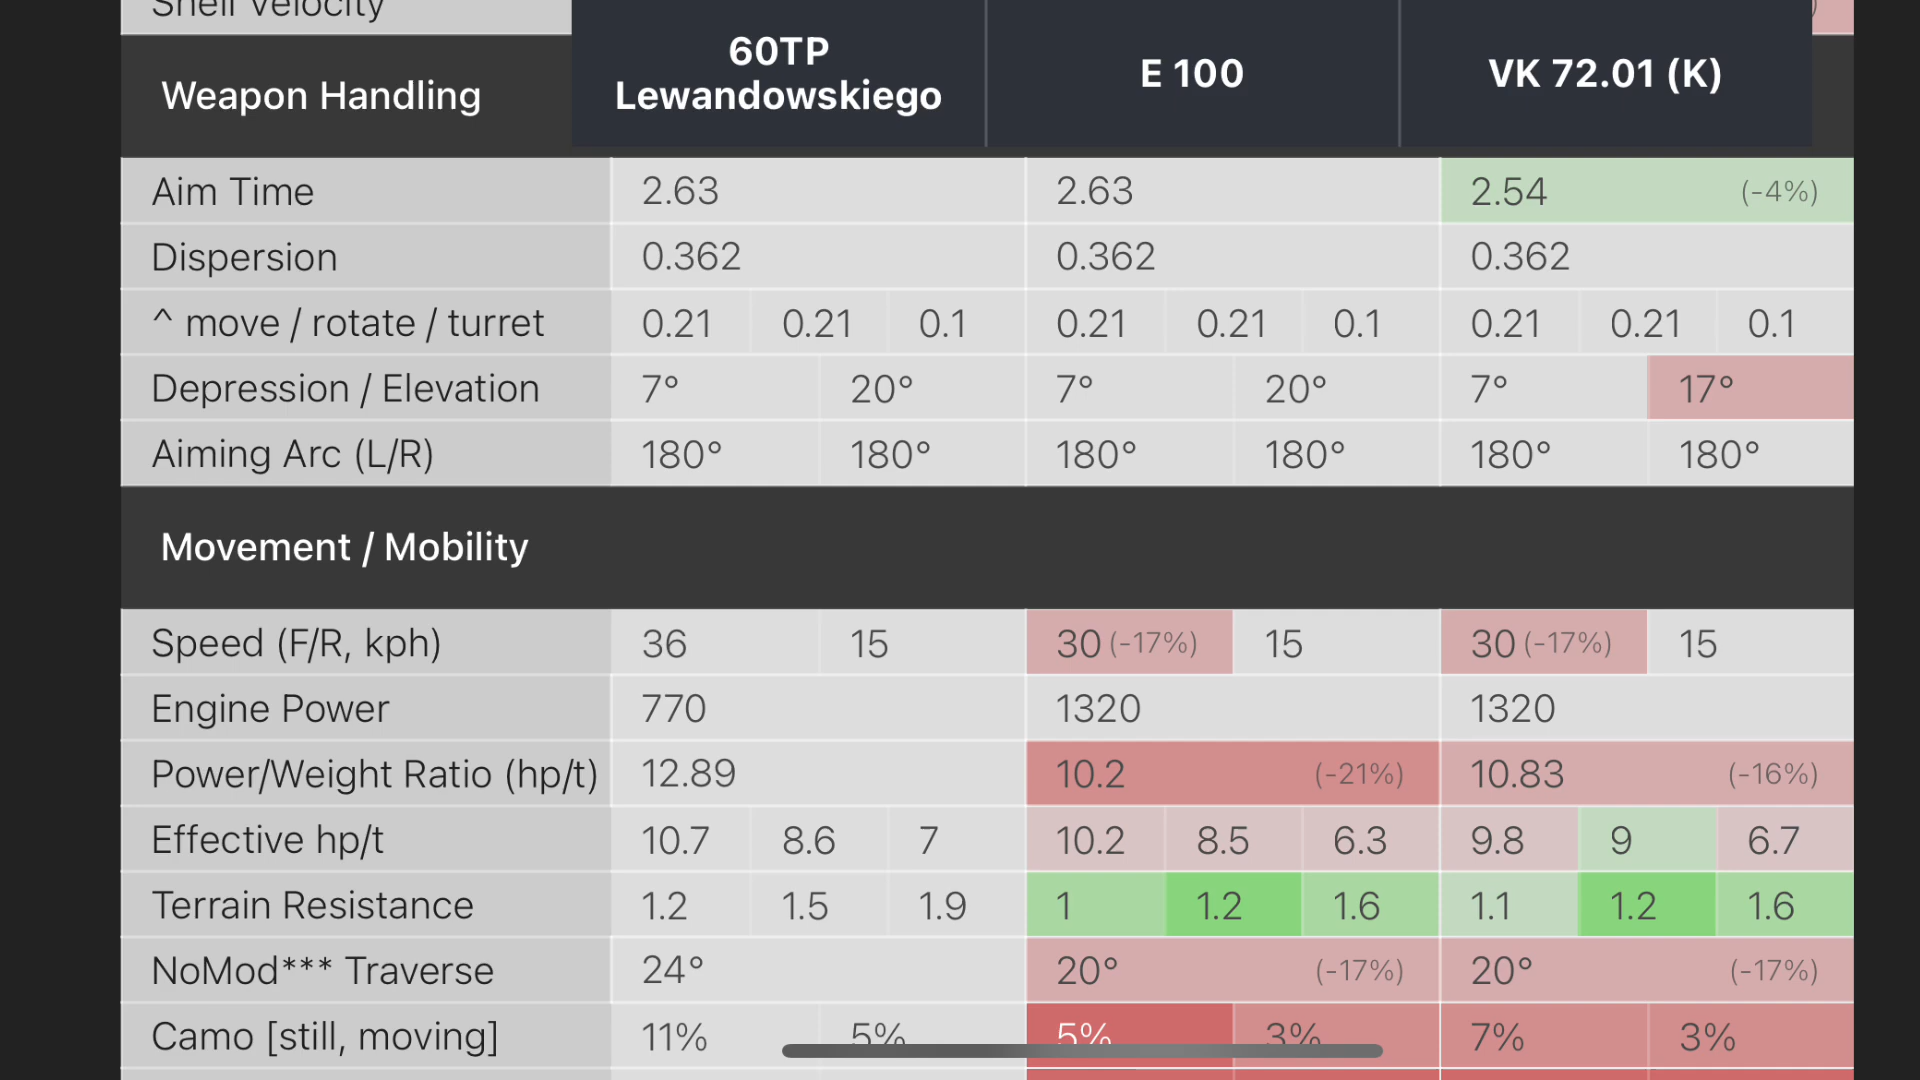 Shell Velocity
60TP Lewandowskiego E 100 VK 72.01 (K)
Weapon Handling
Aim Time 2.63 2.63 2.54 (-4%)
Dispersion 0.362 0.362 0.362
^ move / rotate / turret 0.21 0.21 0.1 0.21 0.21 0.1 0.21 0.21 0.1
Depression / Elevation 7° 20° 7° 20° 7° 17°
Aiming Arc (L/R) 180° 180° 180° 180° 180° 180°
Movement / Mobility
Speed (F/R, kph) 36 15 30 (-17%) 15 30 (-17%) 15
Engine Power 770 1320 1320
Power/Weight Ratio (hp/t) 12.89 10.2 (-21%) 10.83 (-16%)
Effective hp/t 10.7 8.6 7 10.2 8.5 6.3 9.8 9 6.7
Terrain Resistance 1.2 1.5 1.9 1 1.2 1.6 1.1 1.2 1.6
NoMod*** Traverse 24° 20° (-17%) 20° (-17%)
Camo [still, moving] 11% 5% 5% 3% 7% 3%